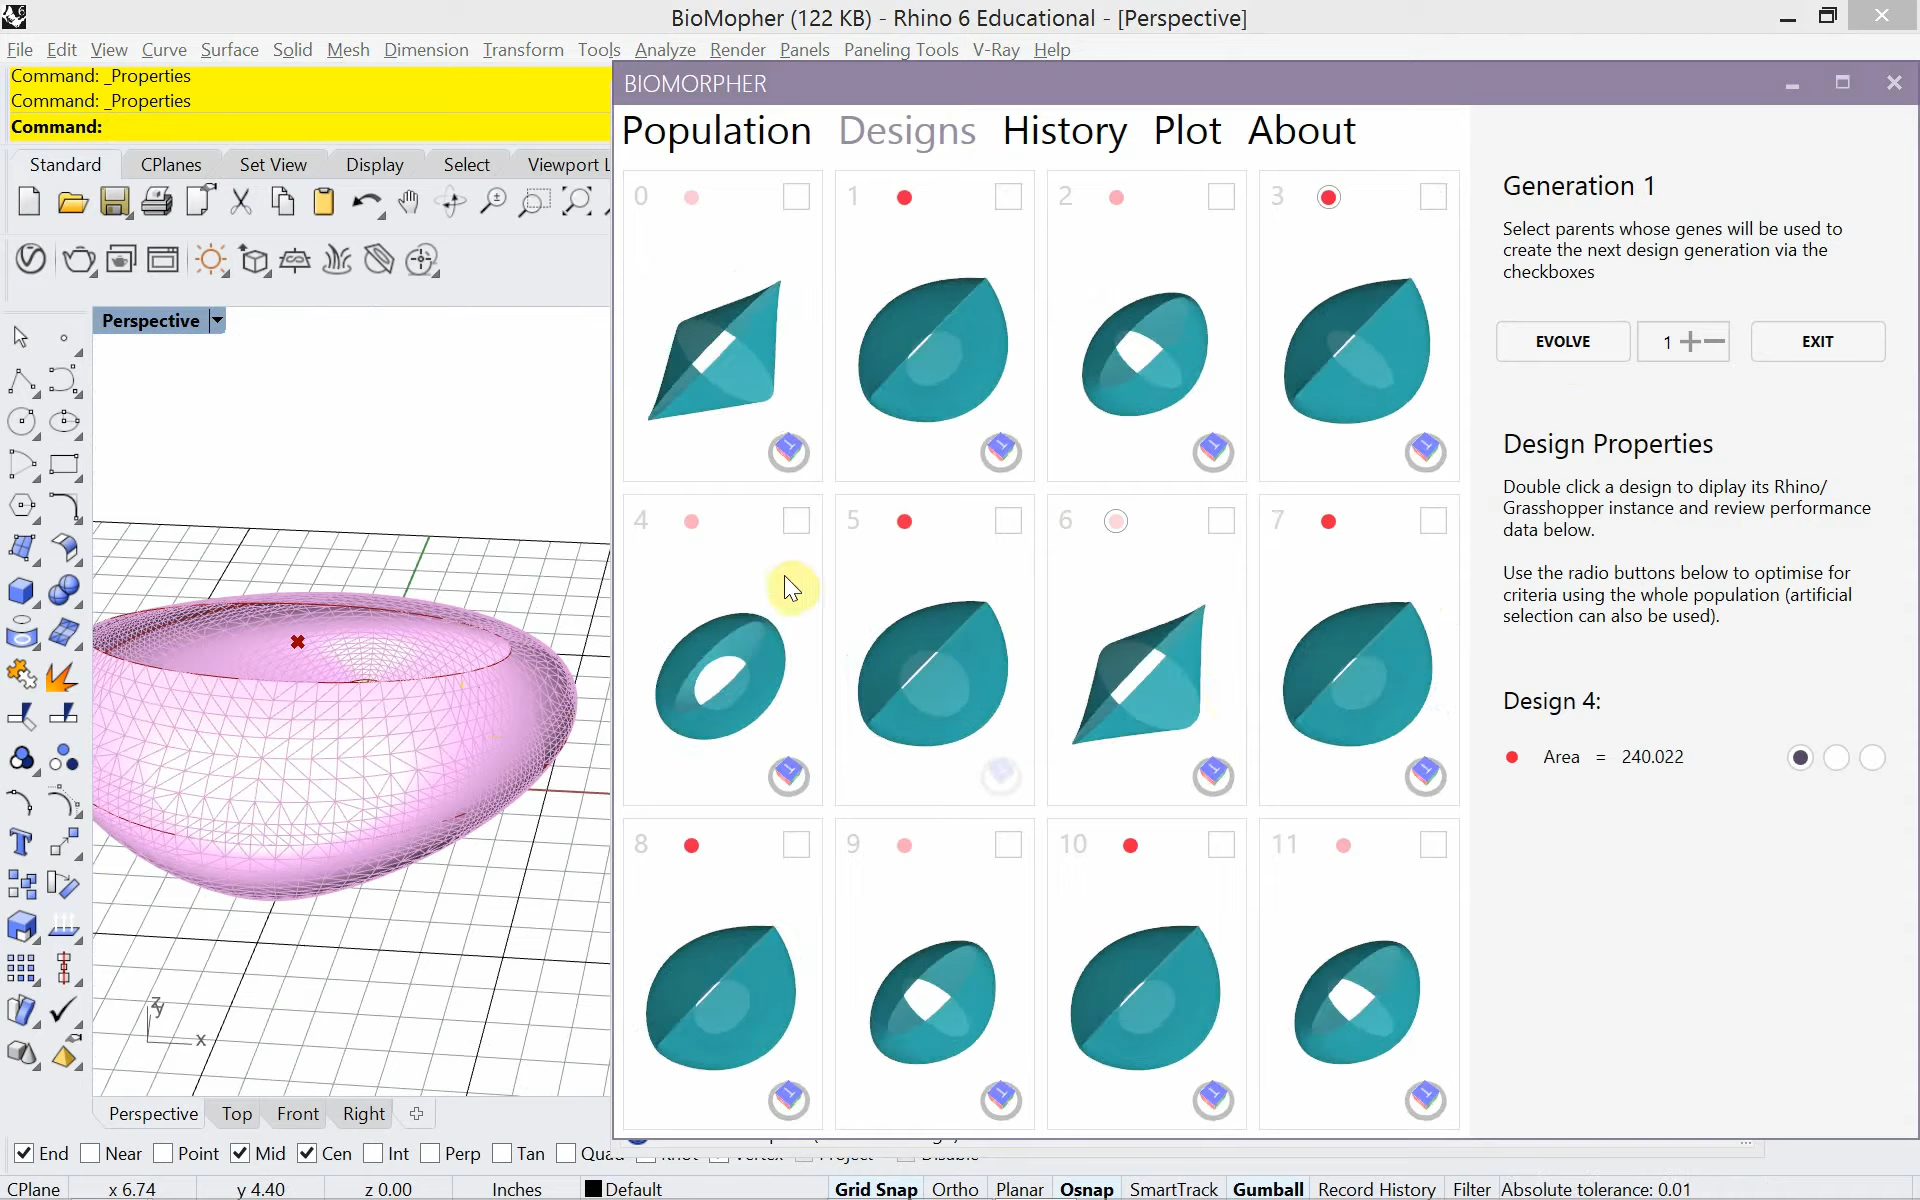 BioMopher (122 KB) - Rhino 6 Educational - [Perspective]
File Edit View Curve Surface Solid Mesh Dimension Transform Tools Analyze Render Panels Paneling Tools V-Ray Help
Command: _Properties
Command: _Properties
Command:
Standard CPlanes Set View Display Select Viewport L
Perspective
z
y
x
Perspective Top Front Right
BIOMORPHER
Population Designs History Plot About
0 1 2 3
4 5 6 7
8 9 10 11
Generation 1
Select parents whose genes will be used to
create the next design generation via the
checkboxes
EVOLVE 1 EXIT
Design Properties
Double click a design to diplay its Rhino/
Grasshopper instance and review performance
data below.
Use the radio buttons below to optimise for
criteria using the whole population (artificial
selection can also be used).
Design 4:
Area = 240.022
End Near Point Mid Cen Int Perp Tan
CPlane x 6.74 y 4.40 z 0.00 Inches Default Grid Snap Ortho Planar Osnap SmartTrack Gumball Record History Filter Absolute tolerance: 0.01